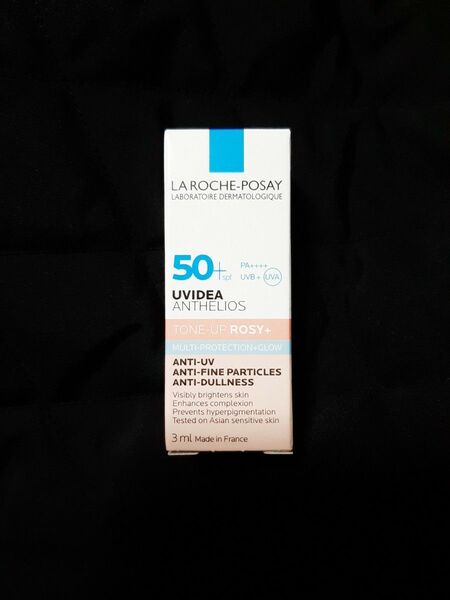 LA ROCHE-POSAY
LABORATOIRE DERMATOLOGIQUE
50+ spf
PA++++
UVB + UVA
UVIDEA
ANTHELIOS
TONE-UP ROSY+
MULTI-PROTECTION+GLOW
ANTI-UV
ANTI-FINE PARTICLES
ANTI-DULLNESS
Visibly brightens skin
Enhances complexion
Prevents hyperpigmentation
Tested on Asian sensitive skin
3 ml Made in France